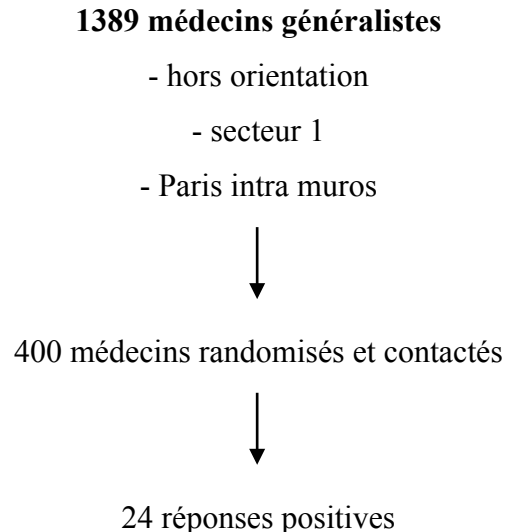 1389 médecins généralistes
- hors orientation
- secteur 1
- Paris intra muros
400 médecins randomisés et contactés
24 réponses positives